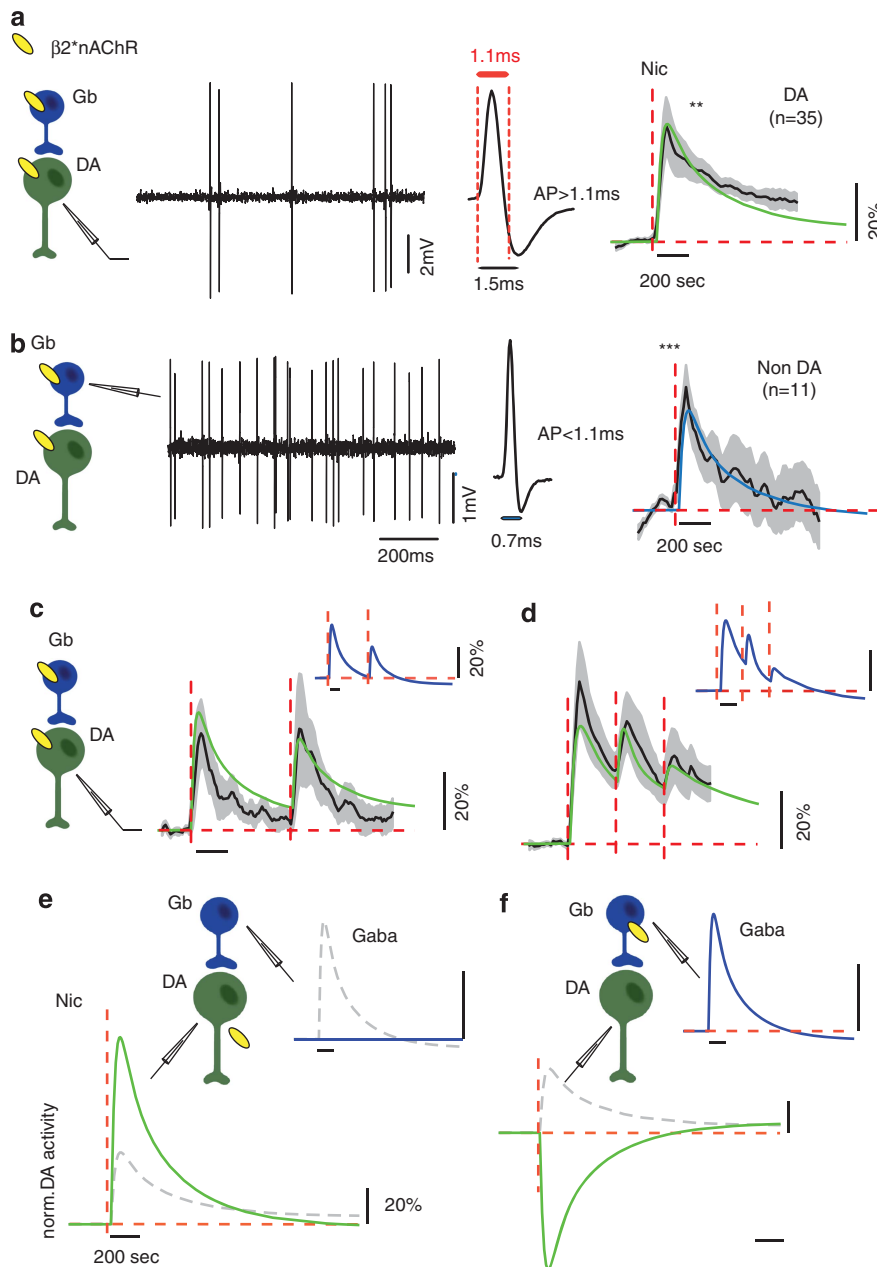 a
β2*nAChR
Gb
DA
2mV
1.1ms
AP>1.1ms
1.5ms
Nic
**
DA
(n=35)
20%
200 sec
b
Gb
DA
1mV
200ms
AP<1.1ms
0.7ms
***
Non DA
(n=11)
200 sec
c
Gb
DA
20%
20%
d
20%
e
Gb
DA
Gaba
Nic
norm.DA activity
20%
200 sec
f
Gb
DA
Gaba